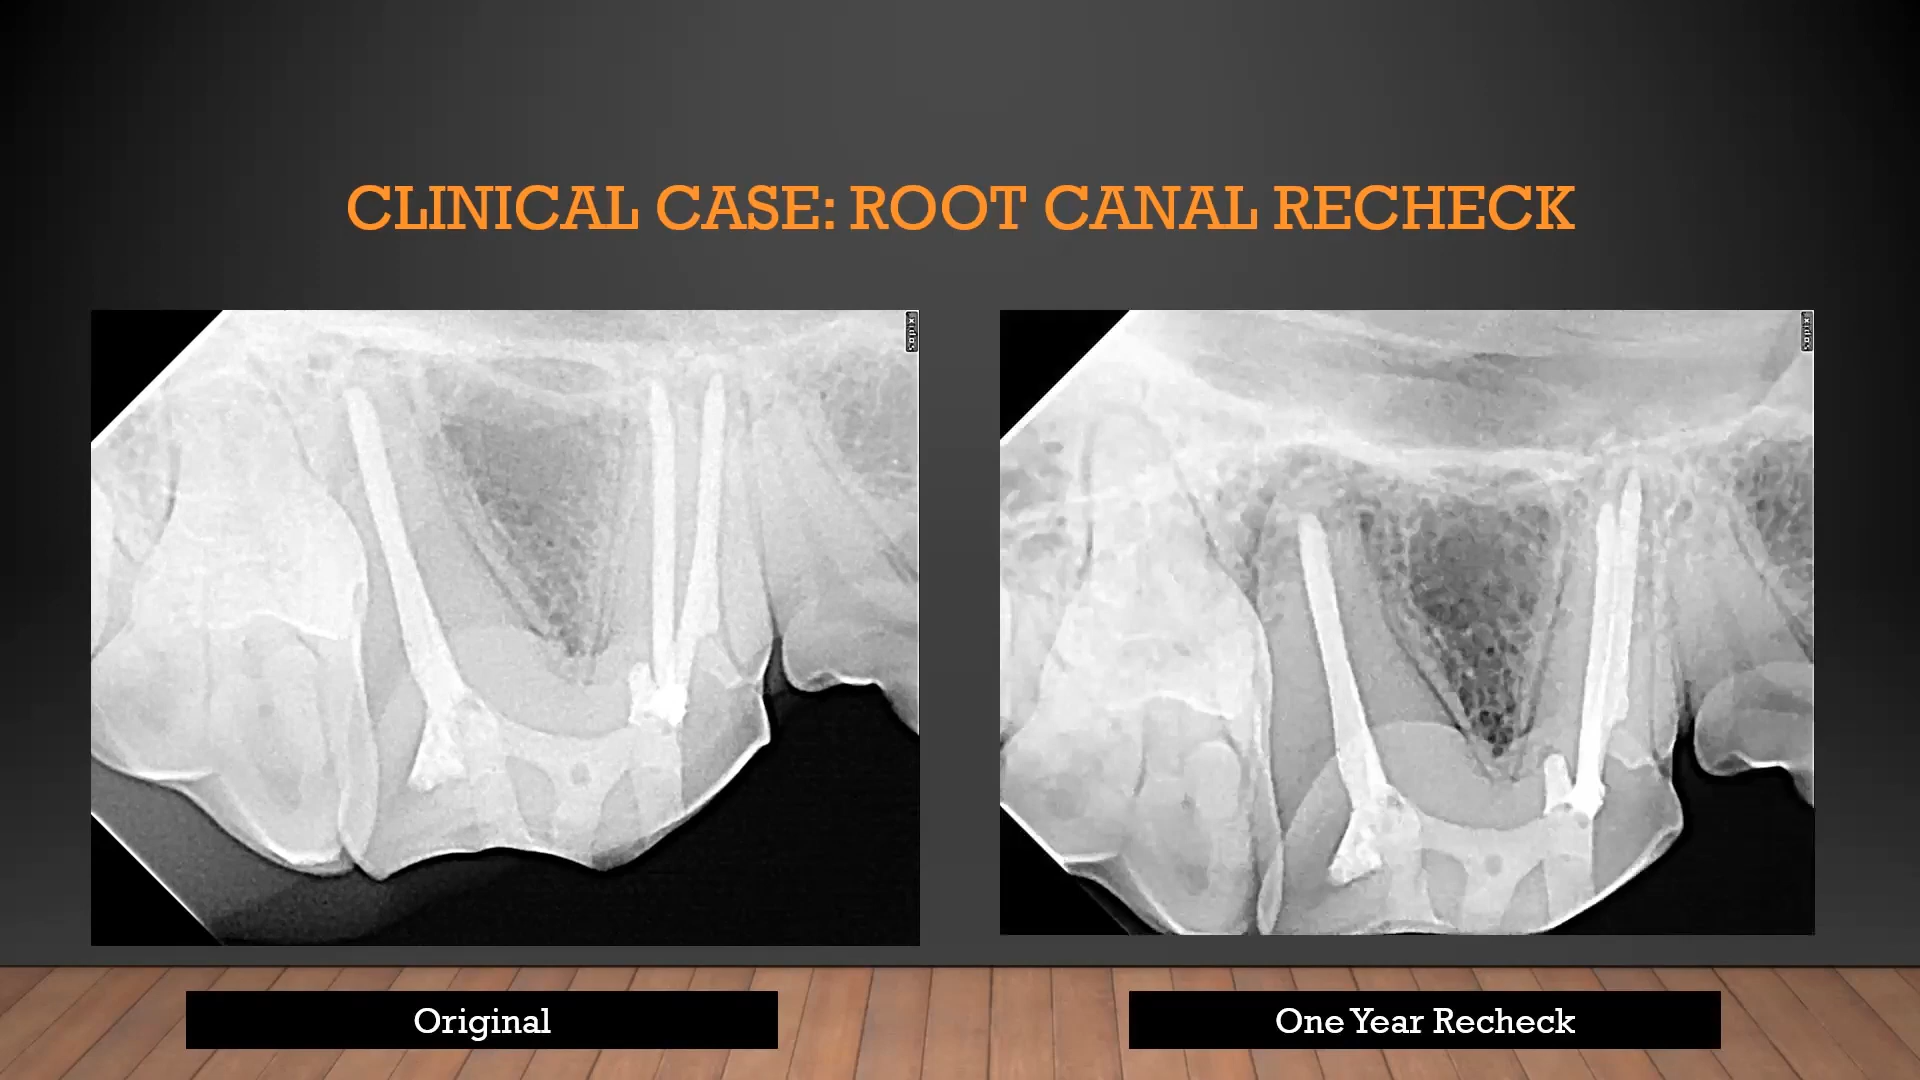 CLINICAL CASE: ROOT CANAL RECHECK
Original
One Year Recheck